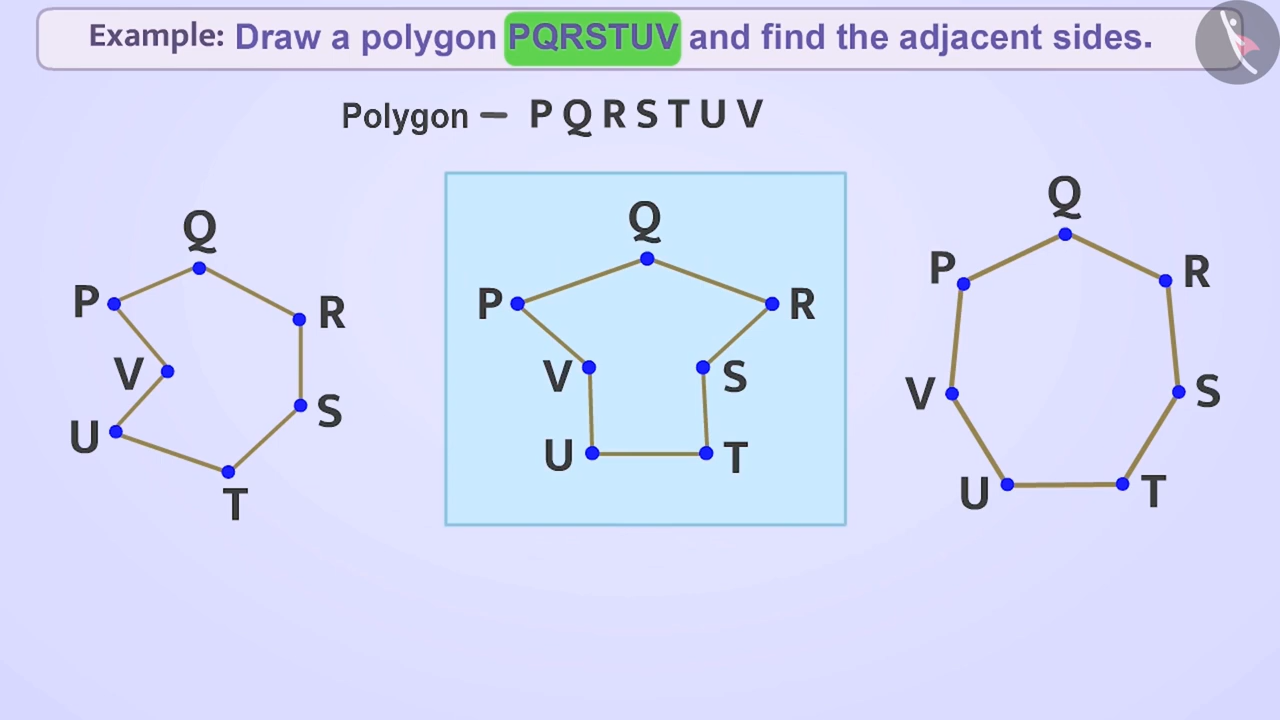 Example: Draw a polygon PQRSTUV and find the adjacent sides.
Polygon — P Q R S T U V
Q
P
R
V
S
U
T
Q
P
R
V
S
U
T
Q
P
R
V
S
U
T